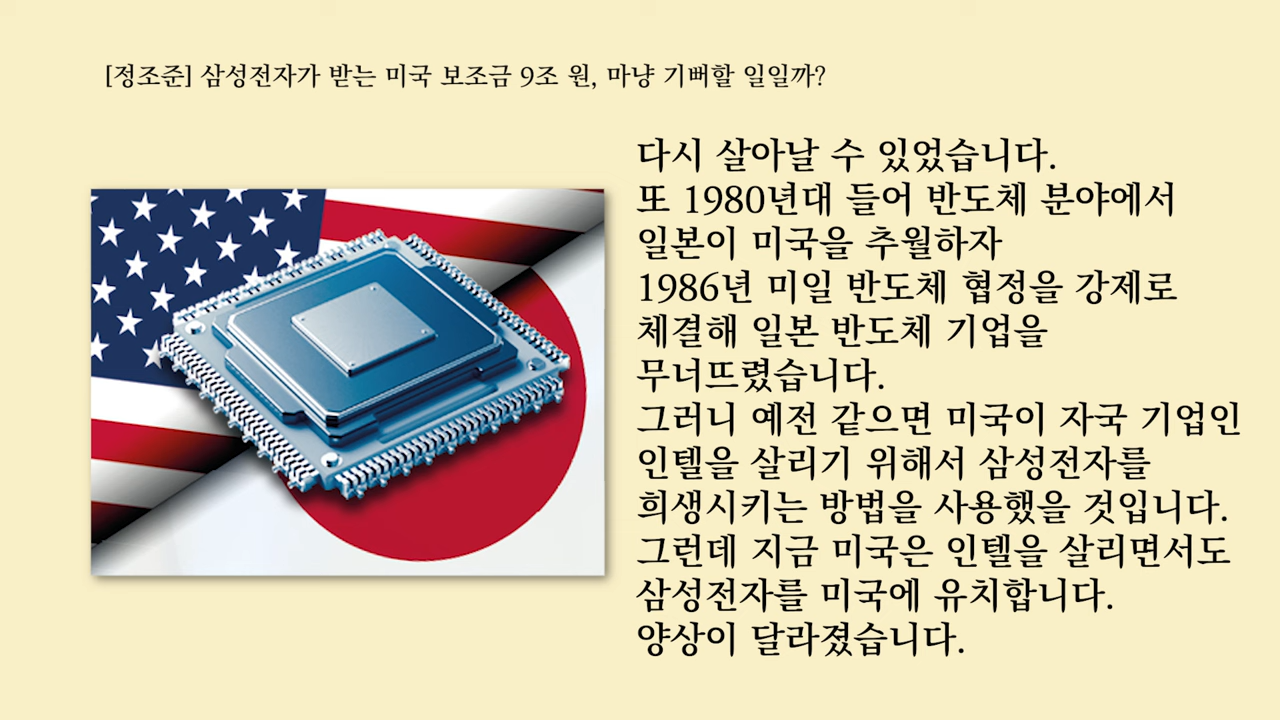 [정조준] 삼성전자가 받는 미국 보조금 9조 원, 마냥 기뻐할 일일까?
다시 살아날 수 있었습니다.
또 1980년대 들어 반도체 분야에서
일본이 미국을 추월하자
1986년 미일 반도체 협정을 강제로
체결해 일본 반도체 기업을
무너뜨렸습니다.
그러니 예전 같으면 미국이 자국 기업인
인텔을 살리기 위해서 삼성전자를
희생시키는 방법을 사용했을 것입니다.
그런데 지금 미국은 인텔을 살리면서도
삼성전자를 미국에 유치합니다.
양상이 달라졌습니다.